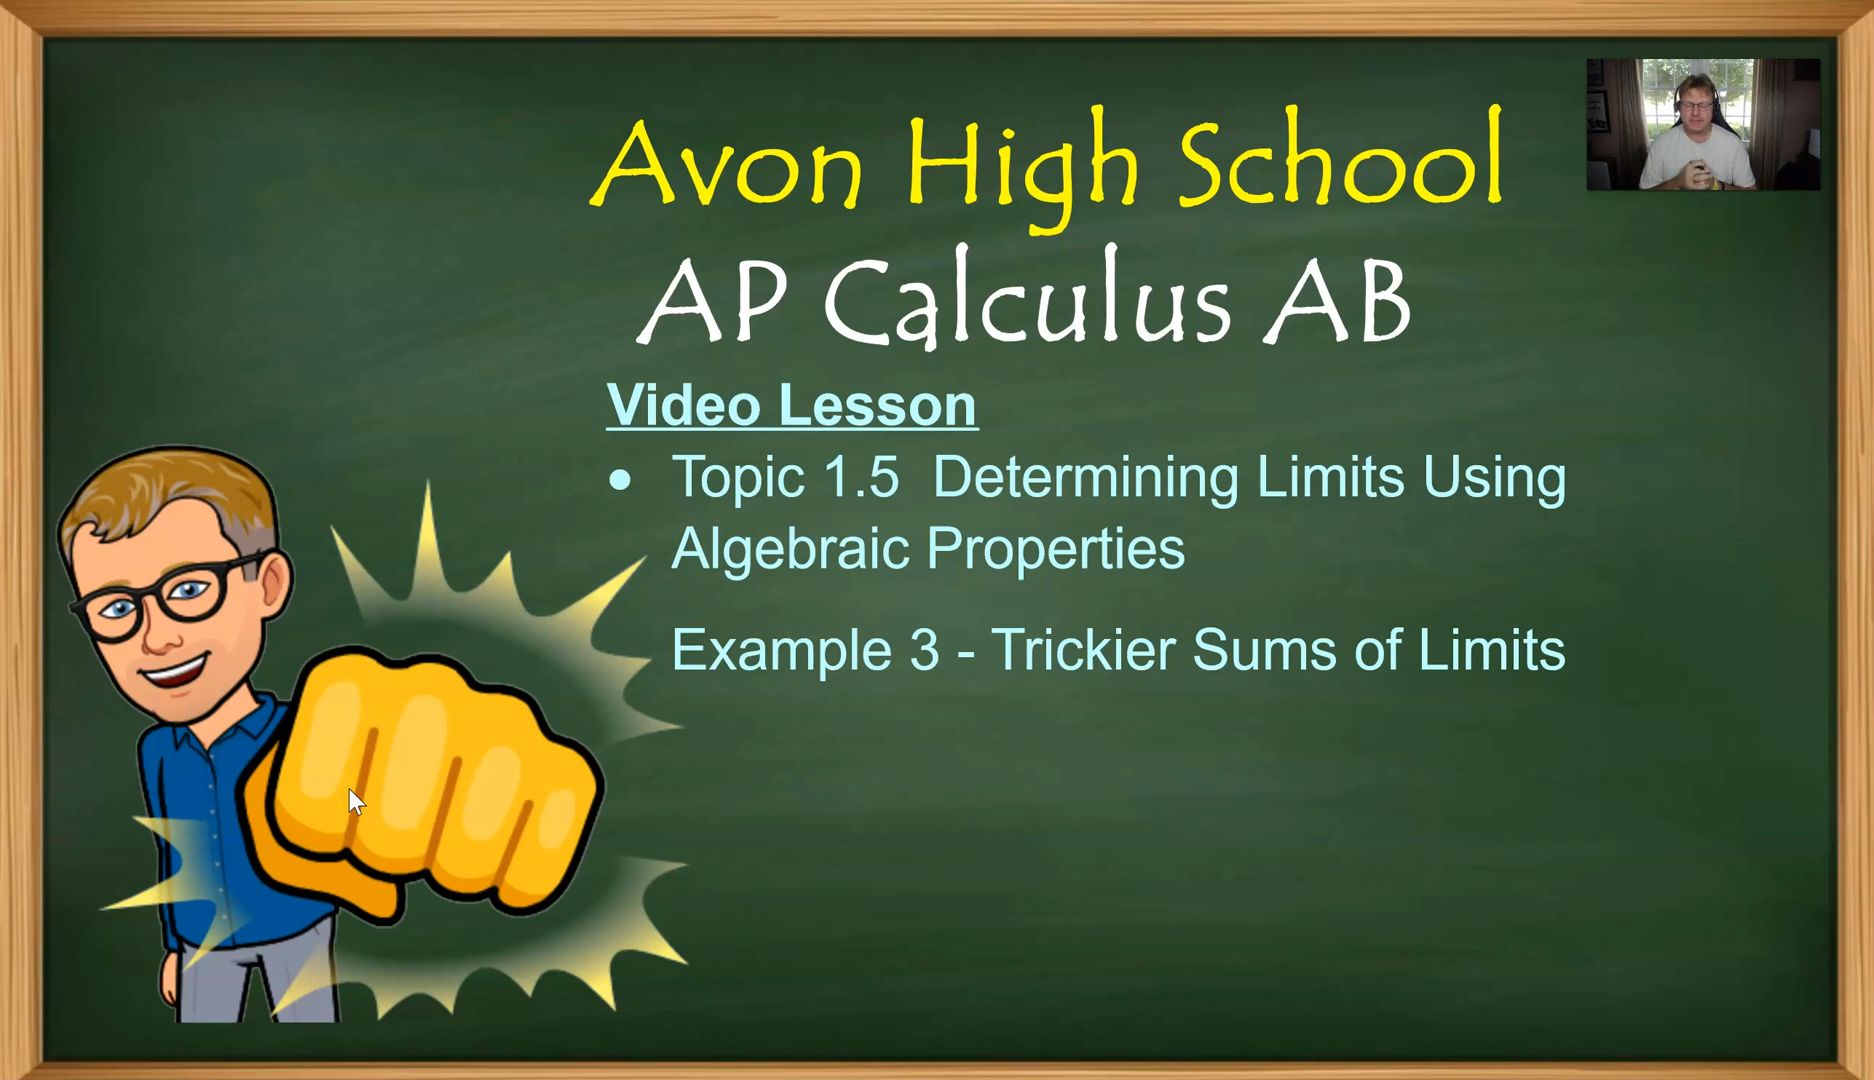 Avon High School
AP Calculus AB
Video Lesson
● Topic 1.5 Determining Limits Using
Algebraic Properties
Example 3 - Trickier Sums of Limits